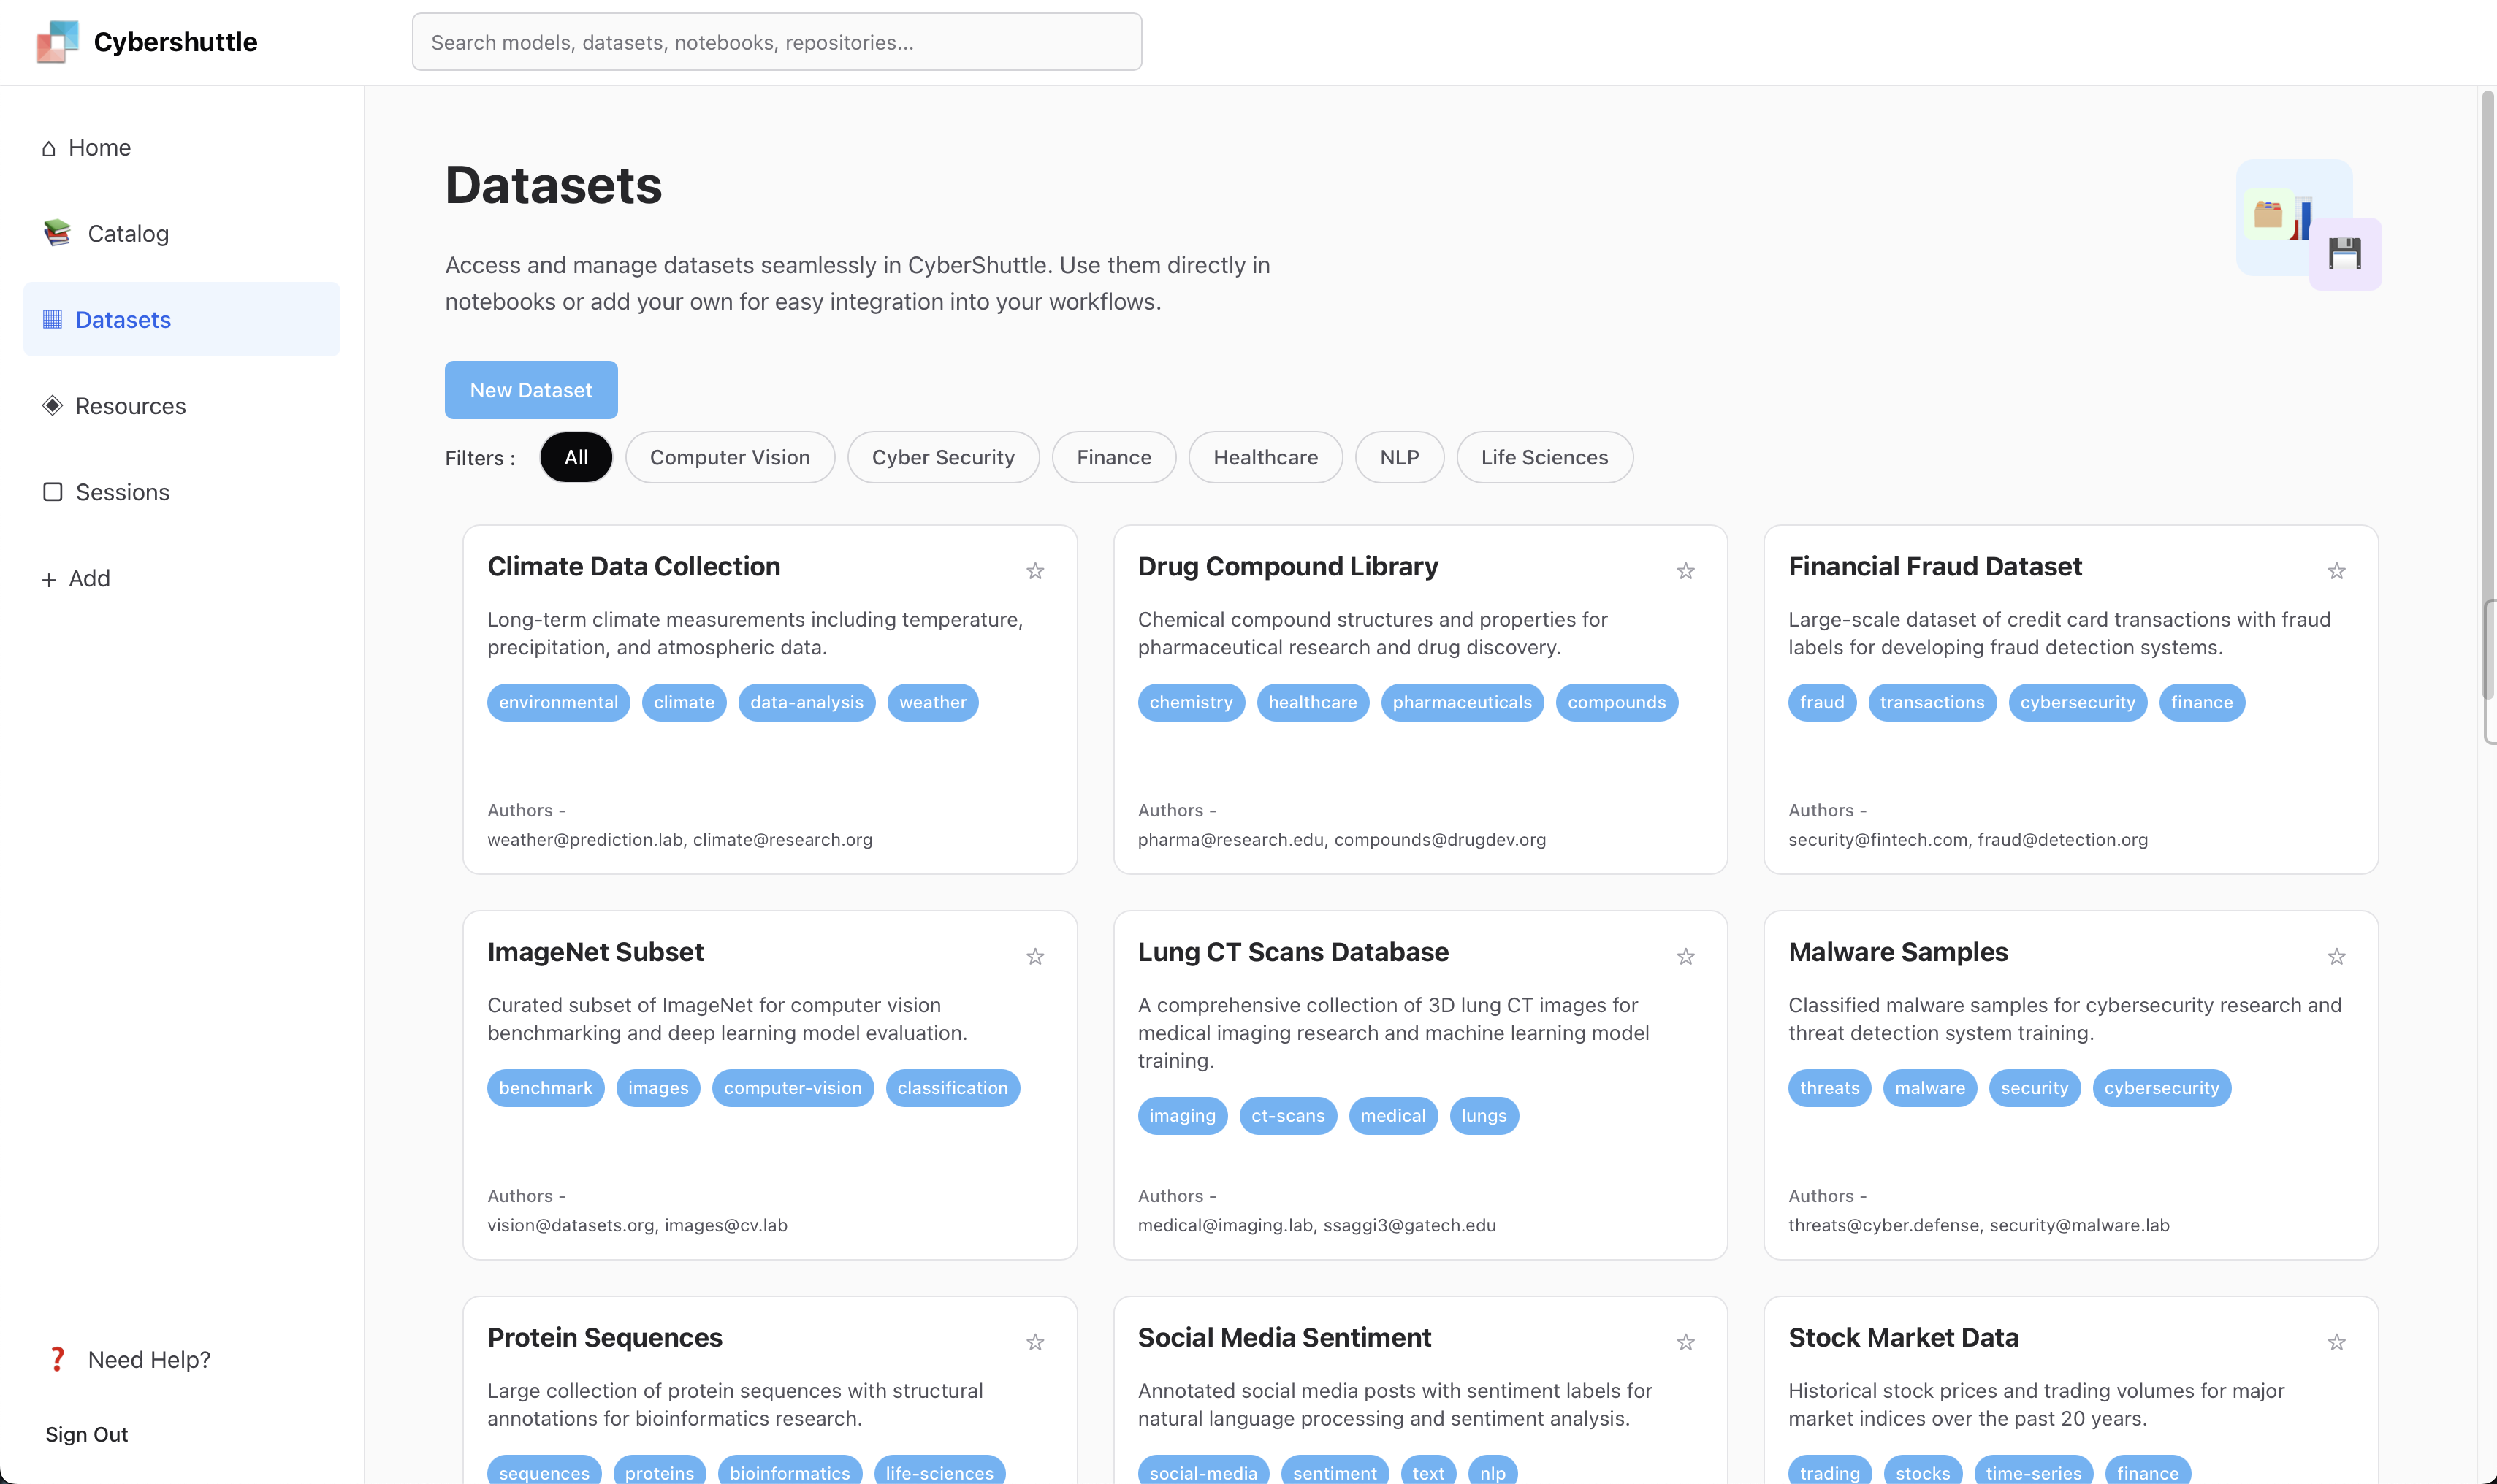 Cybershuttle
Search models, datasets, notebooks, repositories...
Home
Catalog
Datasets
Resources
Sessions
+ Add
Need Help?
Sign Out
Datasets
Access and manage datasets seamlessly in CyberShuttle. Use them directly in
notebooks or add your own for easy integration into your workflows.
New Dataset
Filters : All Computer Vision Cyber Security Finance Healthcare NLP Life Sciences
Climate Data Collection
Long-term climate measurements including temperature,
precipitation, and atmospheric data.
environmental climate data-analysis weather
Authors -
weather@prediction.lab, climate@research.org
Drug Compound Library
Chemical compound structures and properties for
pharmaceutical research and drug discovery.
chemistry healthcare pharmaceuticals compounds
Authors -
pharma@research.edu, compounds@drugdev.org
Financial Fraud Dataset
Large-scale dataset of credit card transactions with fraud
labels for developing fraud detection systems.
fraud transactions cybersecurity finance
Authors -
security@fintech.com, fraud@detection.org
ImageNet Subset
Curated subset of ImageNet for computer vision
benchmarking and deep learning model evaluation.
benchmark images computer-vision classification
Authors -
vision@datasets.org, images@cv.lab
Lung CT Scans Database
A comprehensive collection of 3D lung CT images for
medical imaging research and machine learning model
training.
imaging ct-scans medical lungs
Authors -
medical@imaging.lab, ssaggi3@gatech.edu
Malware Samples
Classified malware samples for cybersecurity research and
threat detection system training.
threats malware security cybersecurity
Authors -
threats@cyber.defense, security@malware.lab
Protein Sequences
Large collection of protein sequences with structural
annotations for bioinformatics research.
sequences proteins bioinformatics life-sciences
Social Media Sentiment
Annotated social media posts with sentiment labels for
natural language processing and sentiment analysis.
social-media sentiment text nlp
Stock Market Data
Historical stock prices and trading volumes for major
market indices over the past 20 years.
trading stocks time-series finance